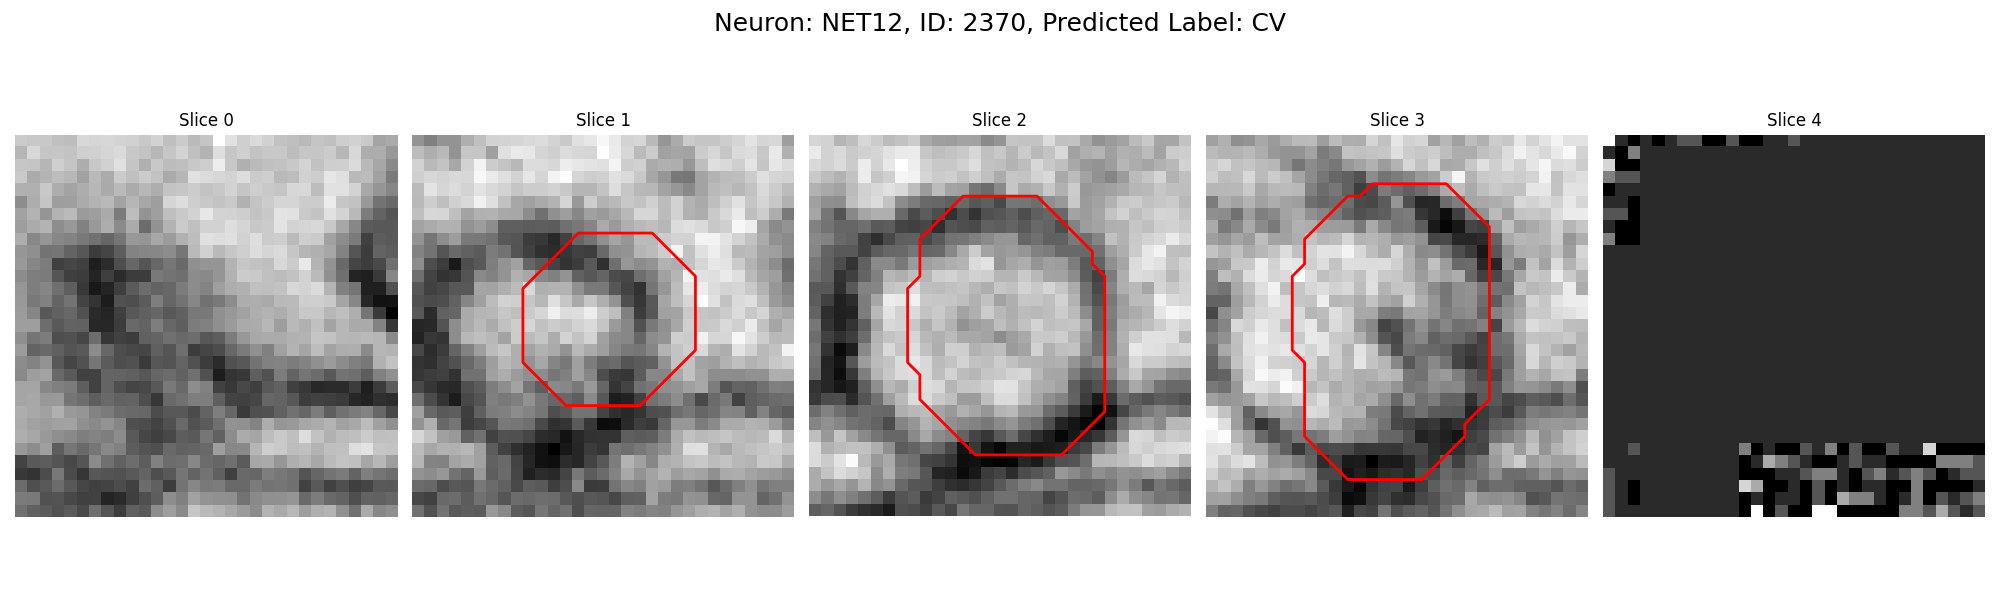 Neuron: NET12, ID: 2370, Predicted Label: CV
Slice 0
Slice 1
Slice 2
Slice 3
Slice 4